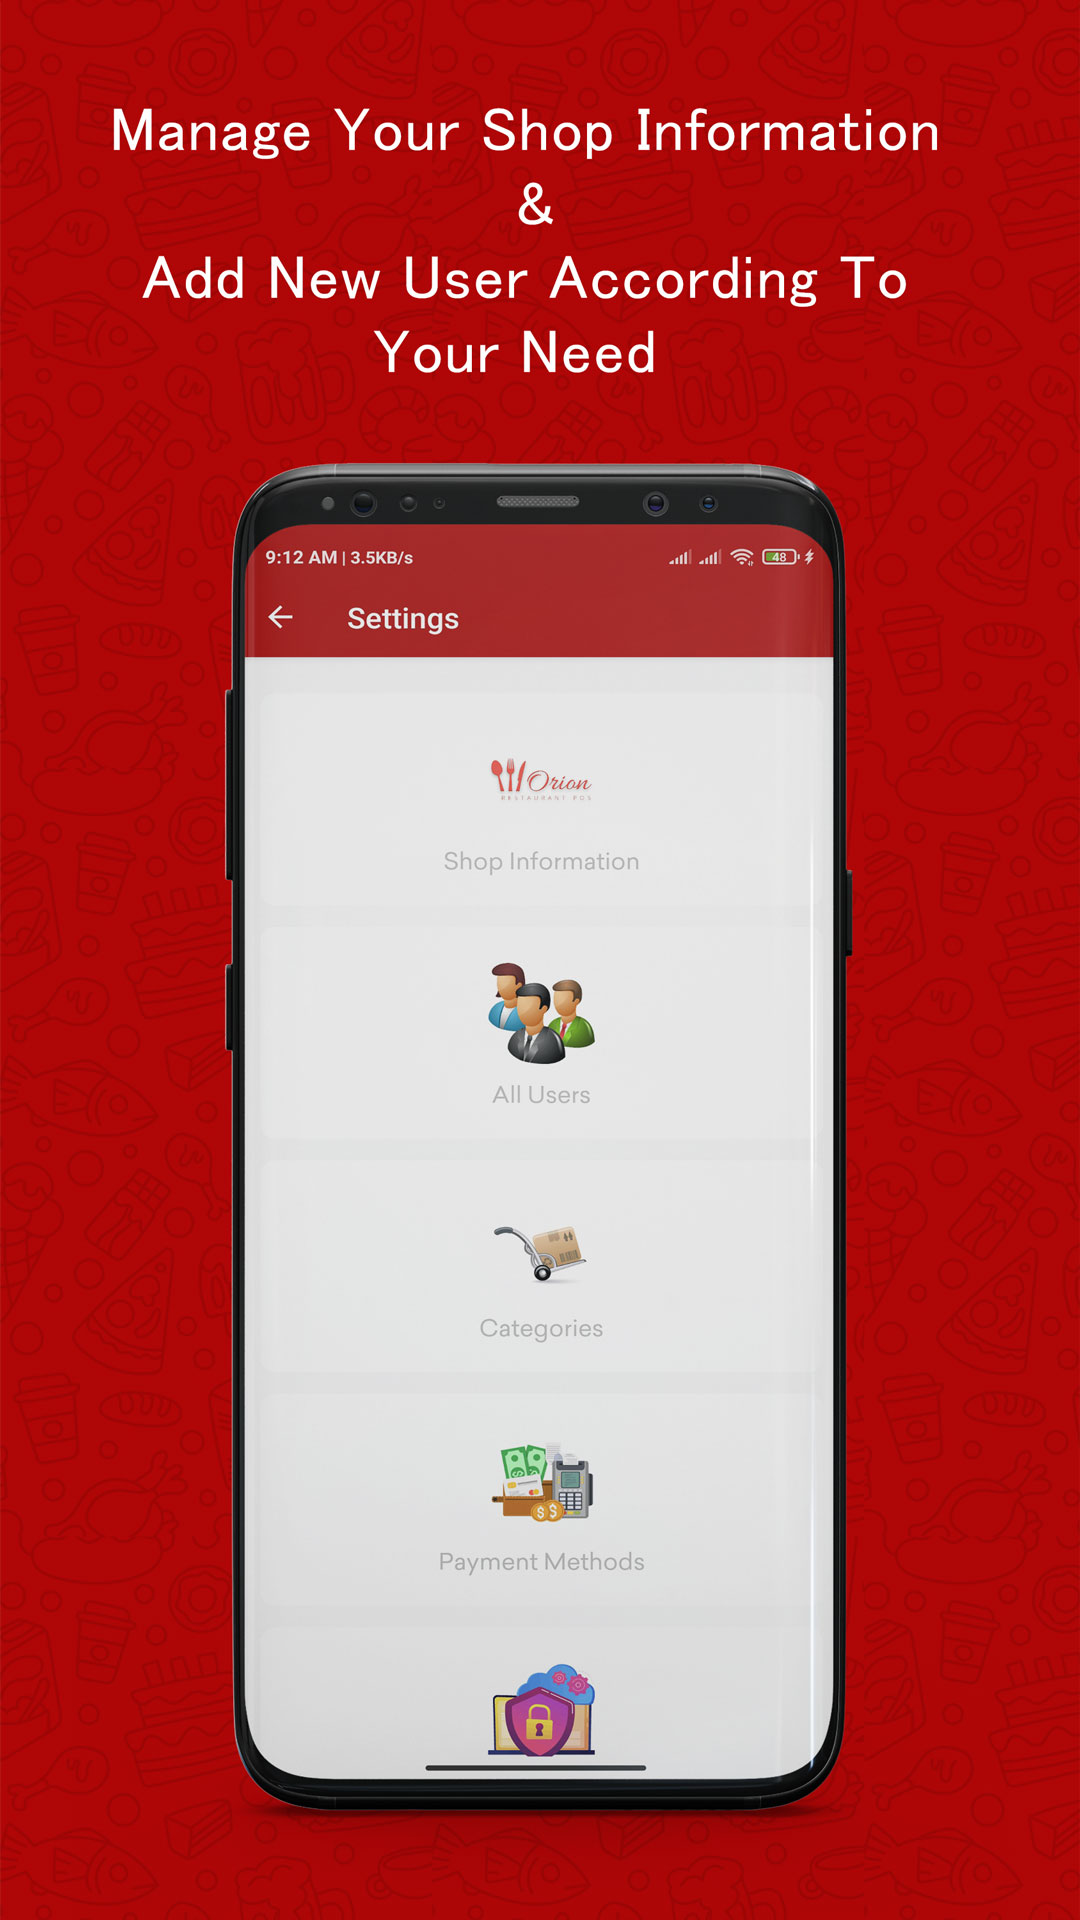 Manage Your Shop Information
&
Add New User According To
Your Need
9:12 AM | 3.5KB/s
48
Settings
Orion
RESTAURANT POS
Shop Information
All Users
Categories
Payment Methods